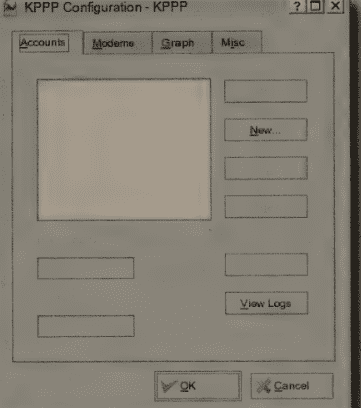 KPPP Configuration - KPPP
Accounts Modems Graph Misc
New...
View Logs
OK Cancel